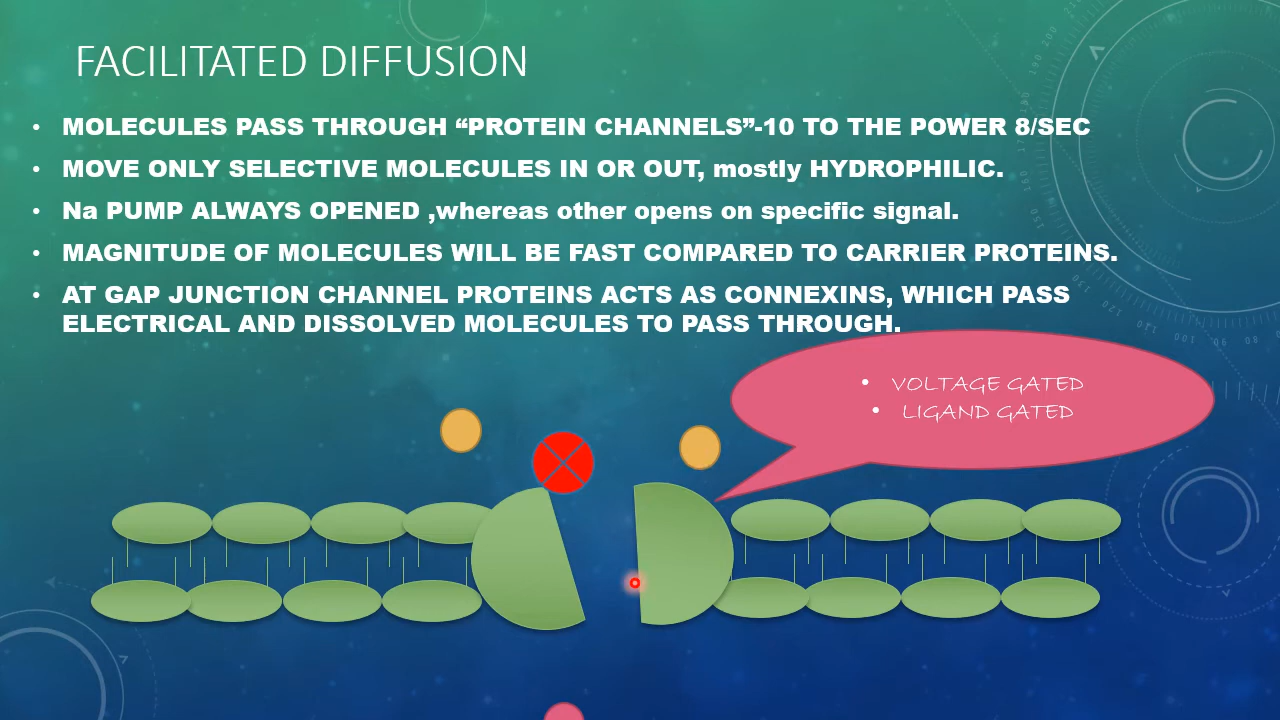 FACILITATED DIFFUSION
• MOLECULES PASS THROUGH “PROTEIN CHANNELS”-10 TO THE POWER 8/SEC
• MOVE ONLY SELECTIVE MOLECULES IN OR OUT, mostly HYDROPHILIC.
• Na PUMP ALWAYS OPENED ,whereas other opens on specific signal.
• MAGNITUDE OF MOLECULES WILL BE FAST COMPARED TO CARRIER PROTEINS.
• AT GAP JUNCTION CHANNEL PROTEINS ACTS AS CONNEXINS, WHICH PASS
ELECTRICAL AND DISSOLVED MOLECULES TO PASS THROUGH.
• VOLTAGE GATED
• LIGAND GATED